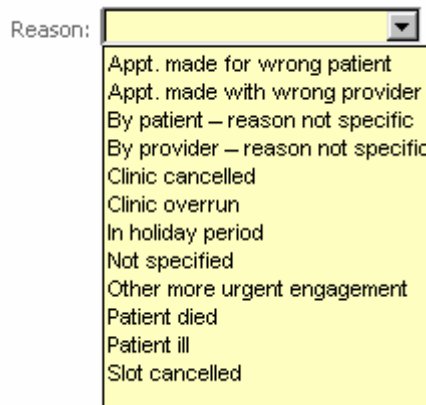 Reason:
Appt. made for wrong patient
Appt. made with wrong provider
By patient – reason not specific
By provider – reason not specific
Clinic cancelled
Clinic overrun
In holiday period
Not specified
Other more urgent engagement
Patient died
Patient ill
Slot cancelled